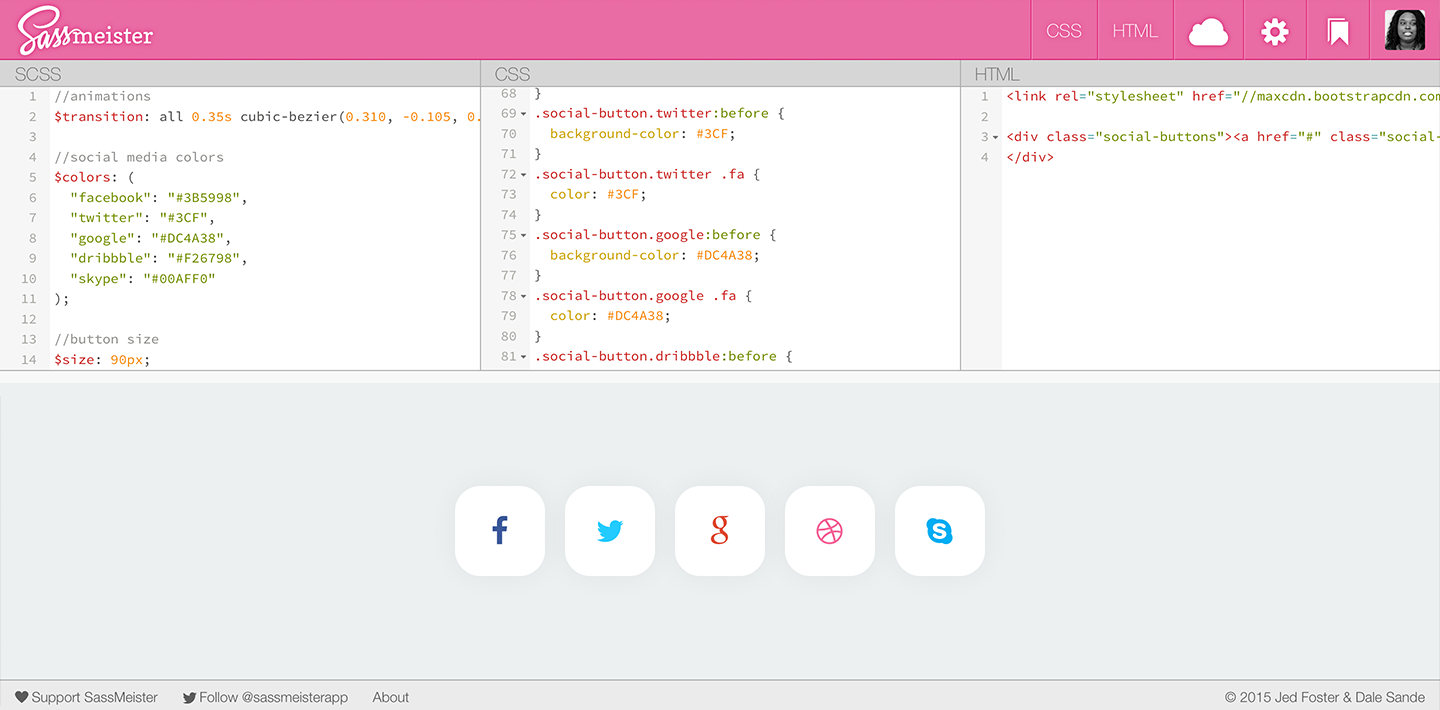 Sassmeister
CSS
HTML
SCSS
1 //animations
2 $transition: all 0.35s cubic-bezier(0.310, -0.105, 0.
3
4 //social media colors
5 $colors: (
6 "facebook": "#3B5998",
7 "twitter": "#3CF",
8 "google": "#DC4A38",
9 "dribbble": "#F26798",
10 "skype": "#00AFF0"
11 );
12
13 //button size
14 $size: 90px;
CSS
68 }
69 .social-button.twitter:before {
70 background-color: #3CF;
71 }
72 .social-button.twitter .fa {
73 color: #3CF;
74 }
75 .social-button.google:before {
76 background-color: #DC4A38;
77 }
78 .social-button.google .fa {
79 color: #DC4A38;
80 }
81 .social-button.dribbble:before {
HTML
1 <link rel="stylesheet" href="//maxcdn.bootstrapcdn.com
2
3 <div class="social-buttons"><a href="#" class="social-
4 </div>
Support SassMeister
Follow @sassmeisterapp
About
© 2015 Jed Foster & Dale Sande